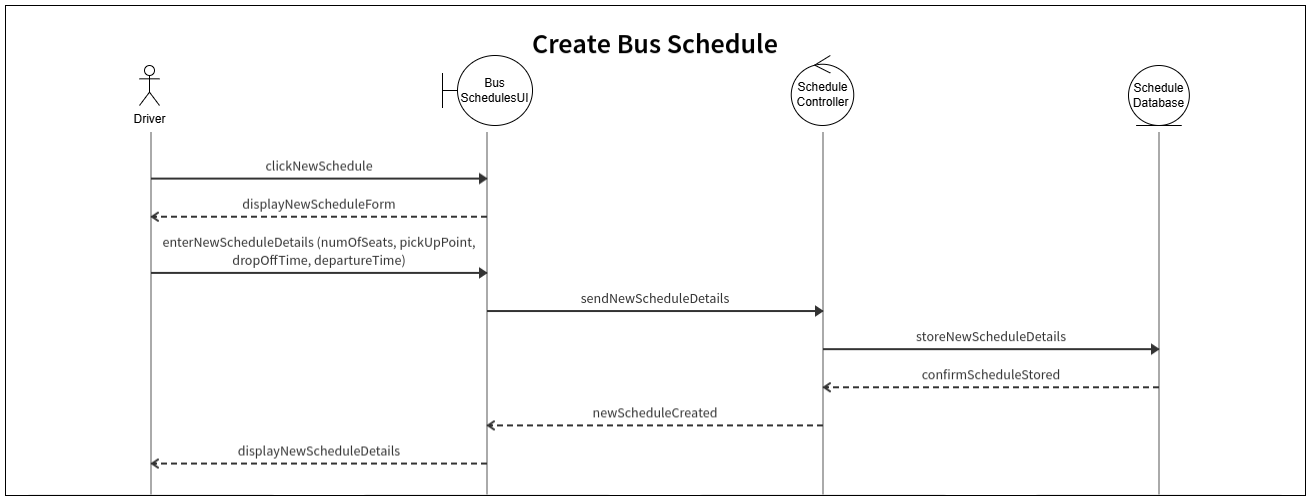 Create Bus Schedule
Driver
Bus
SchedulesUI
Schedule
Controller
Schedule
Database
clickNewSchedule
displayNewScheduleForm
enterNewScheduleDetails (numOfSeats, pickUpPoint,
dropOffTime, departureTime)
sendNewScheduleDetails
storeNewScheduleDetails
confirmScheduleStored
newScheduleCreated
displayNewScheduleDetails